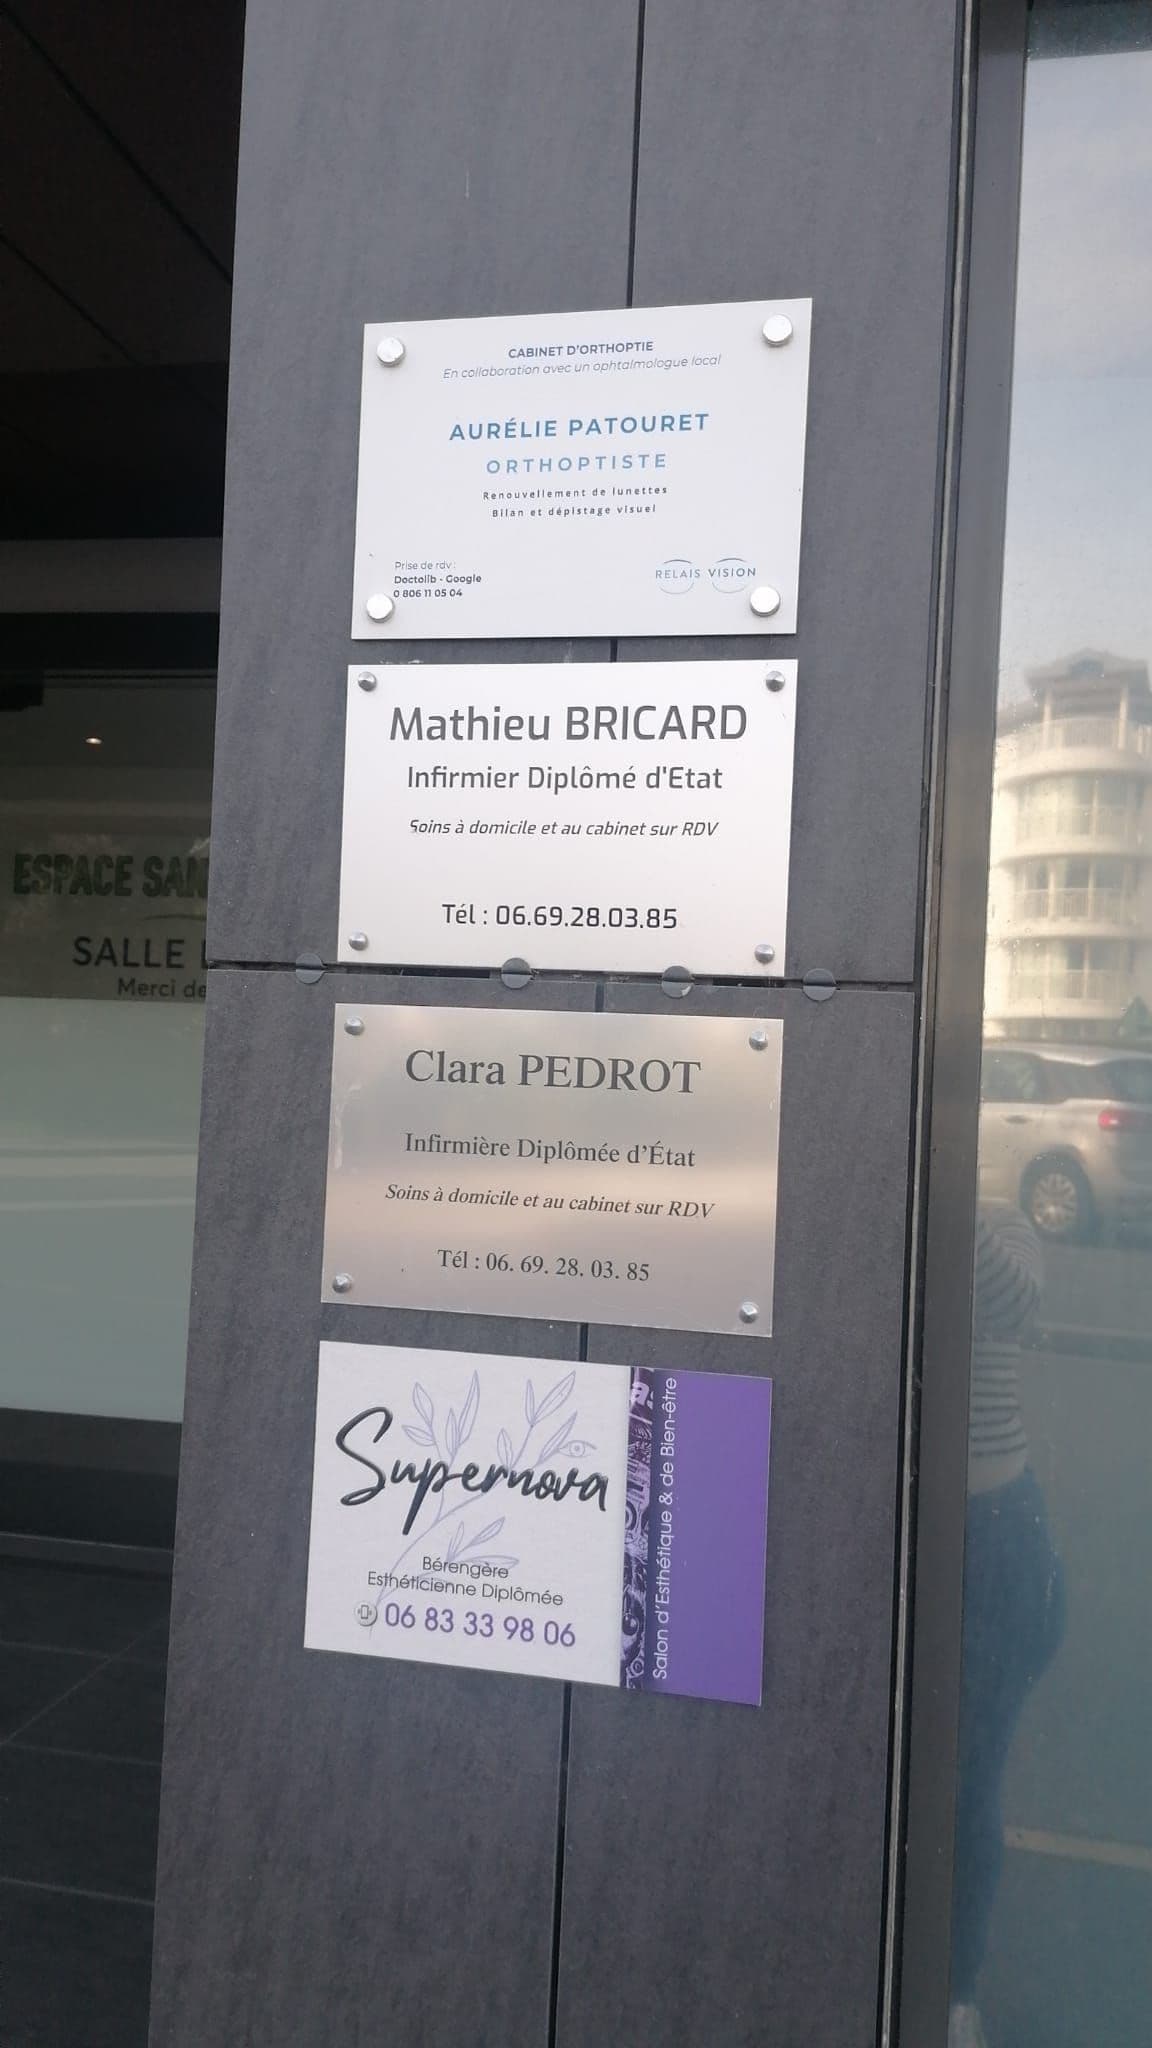 CABINET D'ORTHOPTIE
En collaboration avec un ophtalmologue local
AURÉLIE PATOURET
ORTHOPTISTE
Renouvellement de lunettes
Bilan et dépistage visuel
Prise de rdv :
Doctolib - Google
0 806 11 05 04
RELAIS VISION
Mathieu BRICARD
Infirmier Diplômé d'Etat
Soins à domicile et au cabinet sur RDV
Tél : 06.69.28.03.85
ESPACE
SALLE
Merci de
Clara PEDROT
Infirmière Diplômée d'État
Soins à domicile et au cabinet sur RDV
Tél : 06. 69. 28. 03. 85
Supernova
Bérengère
Esthéticienne Diplômée
06 83 33 98 06
Salon d'Esthétique & de Bien-être